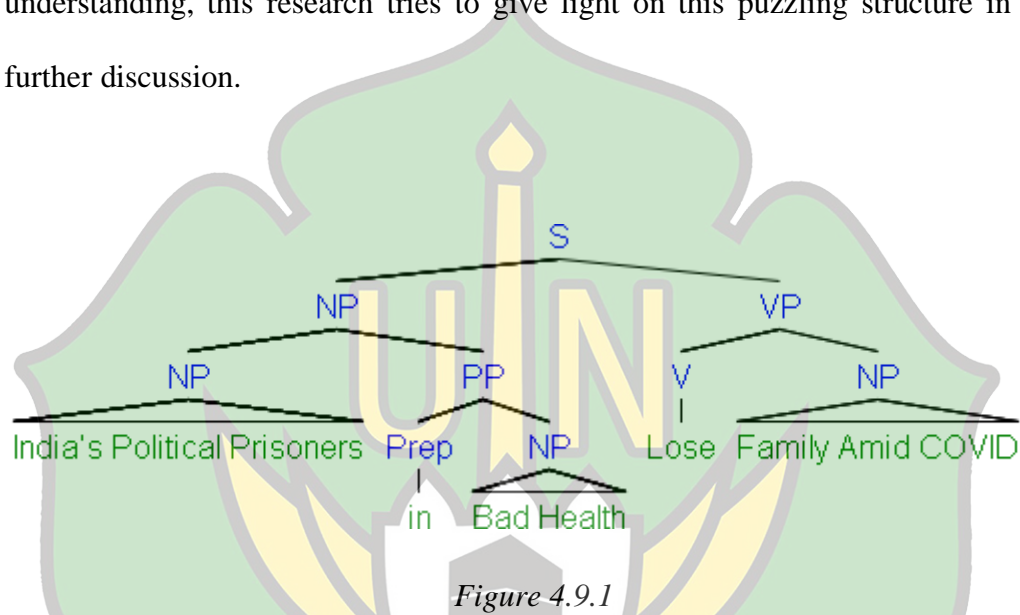 understanding, this research tries to give light on this puzzling structure in
further discussion.
UIN
S
NP VP
NP PP V NP
India's Political Prisoners Prep NP Lose Family Amid COVID
in Bad Health
Figure 4.9.1